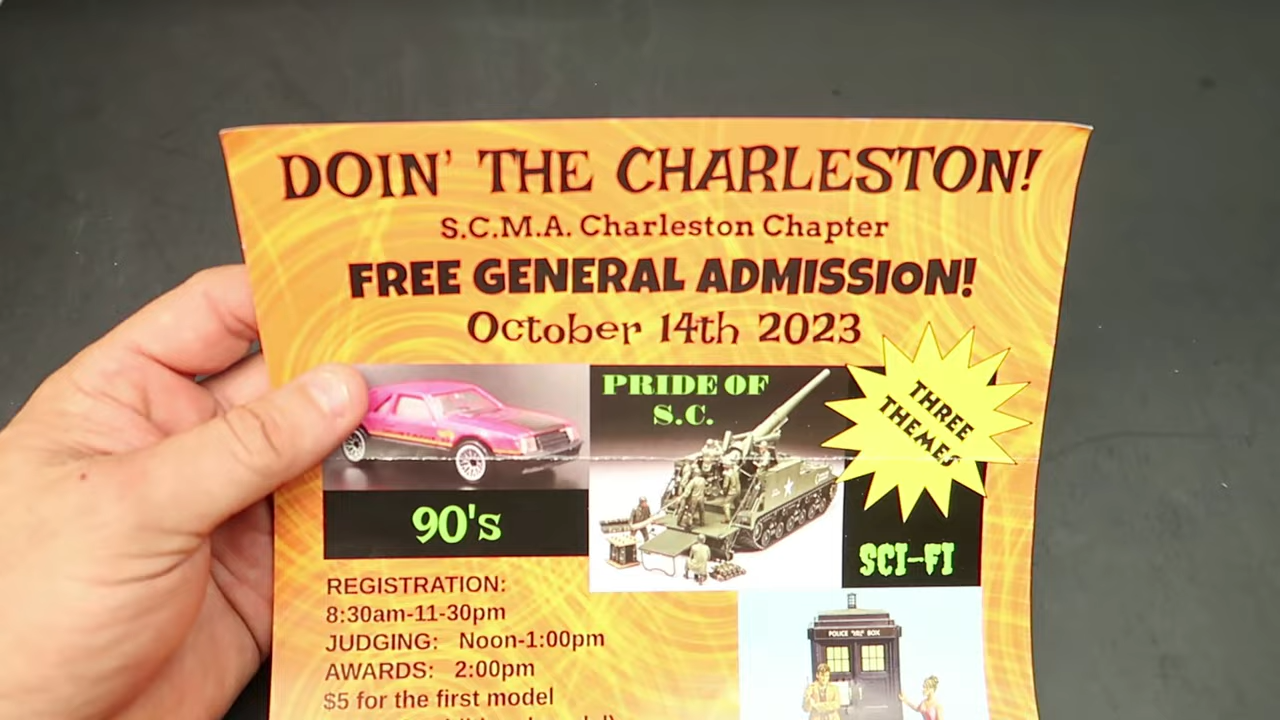 DOIN' THE CHARLESTON!
S.C.M.A. Charleston Chapter
FREE GENERAL ADMISSION!
October 14th 2023
PRIDE OF
S.C.
THREE
THEMES
90's
SCI-FI
REGISTRATION:
8:30am-11-30pm
JUDGING: Noon-1:00pm
AWARDS: 2:00pm
$5 for the first model
POLICE BOX